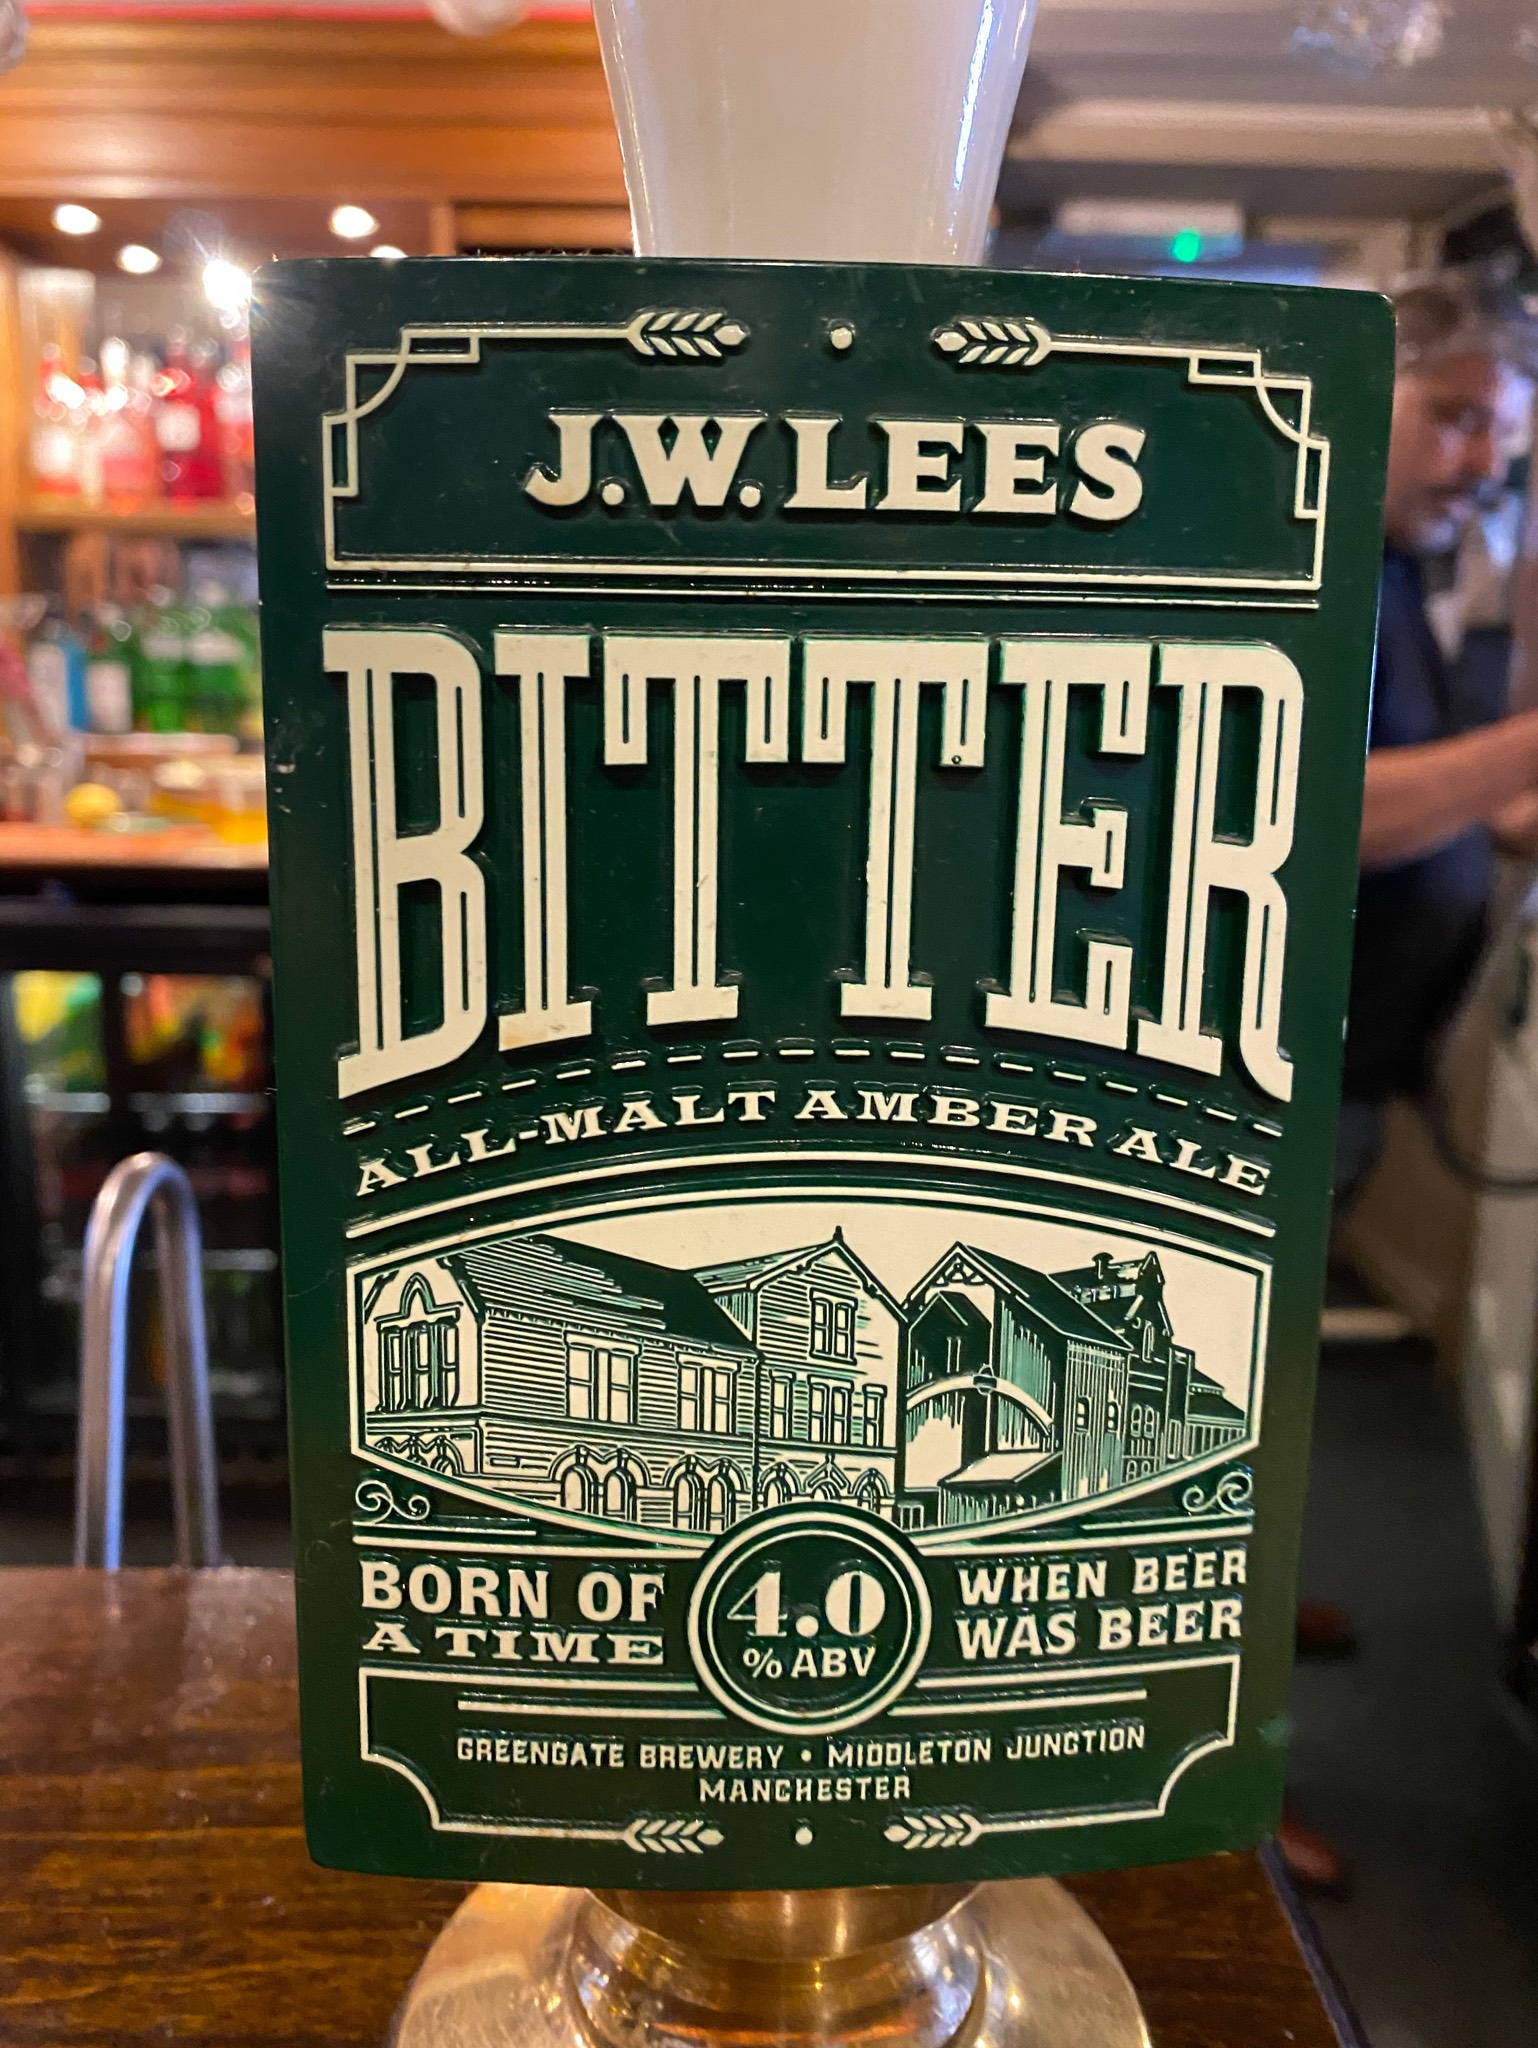 J.W. LEES
BITTER
ALL-MALT AMBER ALE
BORN OF
A TIME
4.0
% ABV
WHEN BEER
WAS BEER
GREENGATE BREWERY • MIDDLETON JUNCTION
MANCHESTER